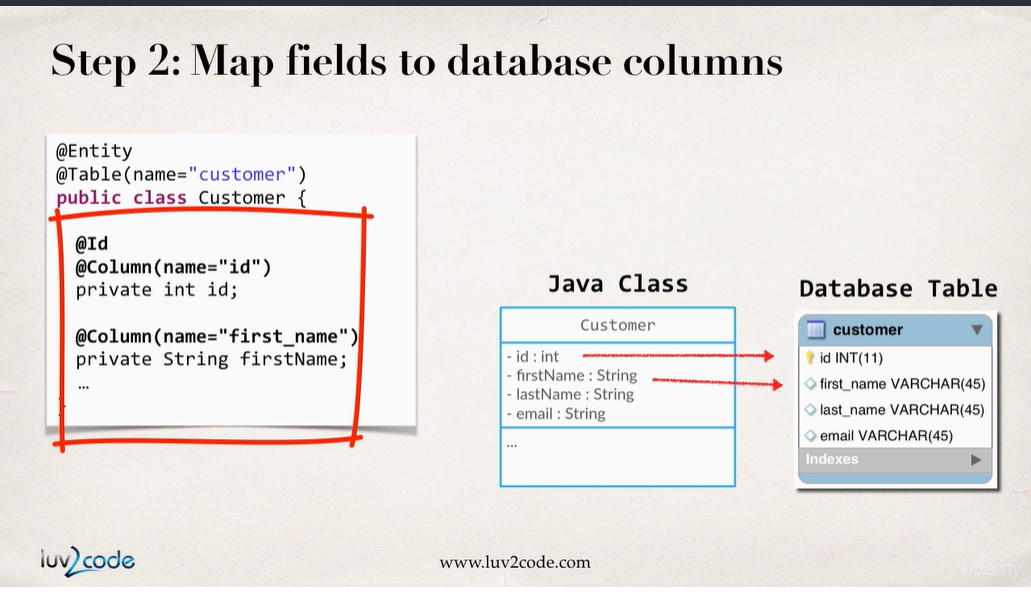 Step 2: Map fields to database columns
@Entity
@Table(name="customer")
public class Customer {
@Id
@Column(name="id")
private int id;
@Column(name="first_name")
private String firstName;
…
}
Java Class
Customer
- id : int
- firstName : String
- lastName : String
- email : String
...
Database Table
customer
id INT(11)
first_name VARCHAR(45)
last_name VARCHAR(45)
email VARCHAR(45)
Indexes
luv2code
www.luv2code.com
udemy